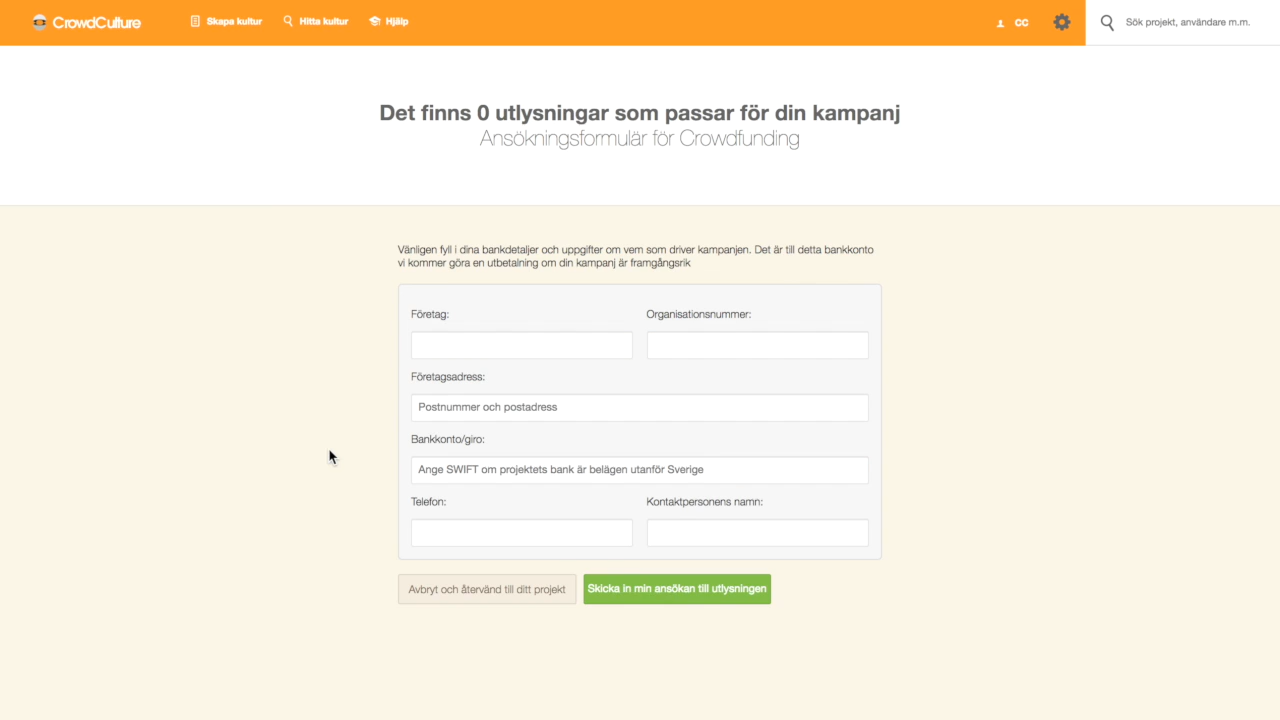 CrowdCulture
Skapa kultur
Hitta kultur
Hjälp
CC
Sök projekt, användare m.m.
Det finns 0 utlysningar som passar för din kampanj
Ansökningsformulär för Crowdfunding
Vänligen fyll i dina bankdetaljer och uppgifter om vem som driver kampanjen. Det är till detta bankkonto
vi kommer göra en utbetalning om din kampanj är framgångsrik
Företag:
Organisationsnummer:
Företagsadress:
Postnummer och postadress
Bankkonto/giro:
Ange SWIFT om projektets bank är belägen utanför Sverige
Telefon:
Kontaktpersonens namn:
Avbryt och återvänd till ditt projekt
Skicka in min ansökan till utlysningen